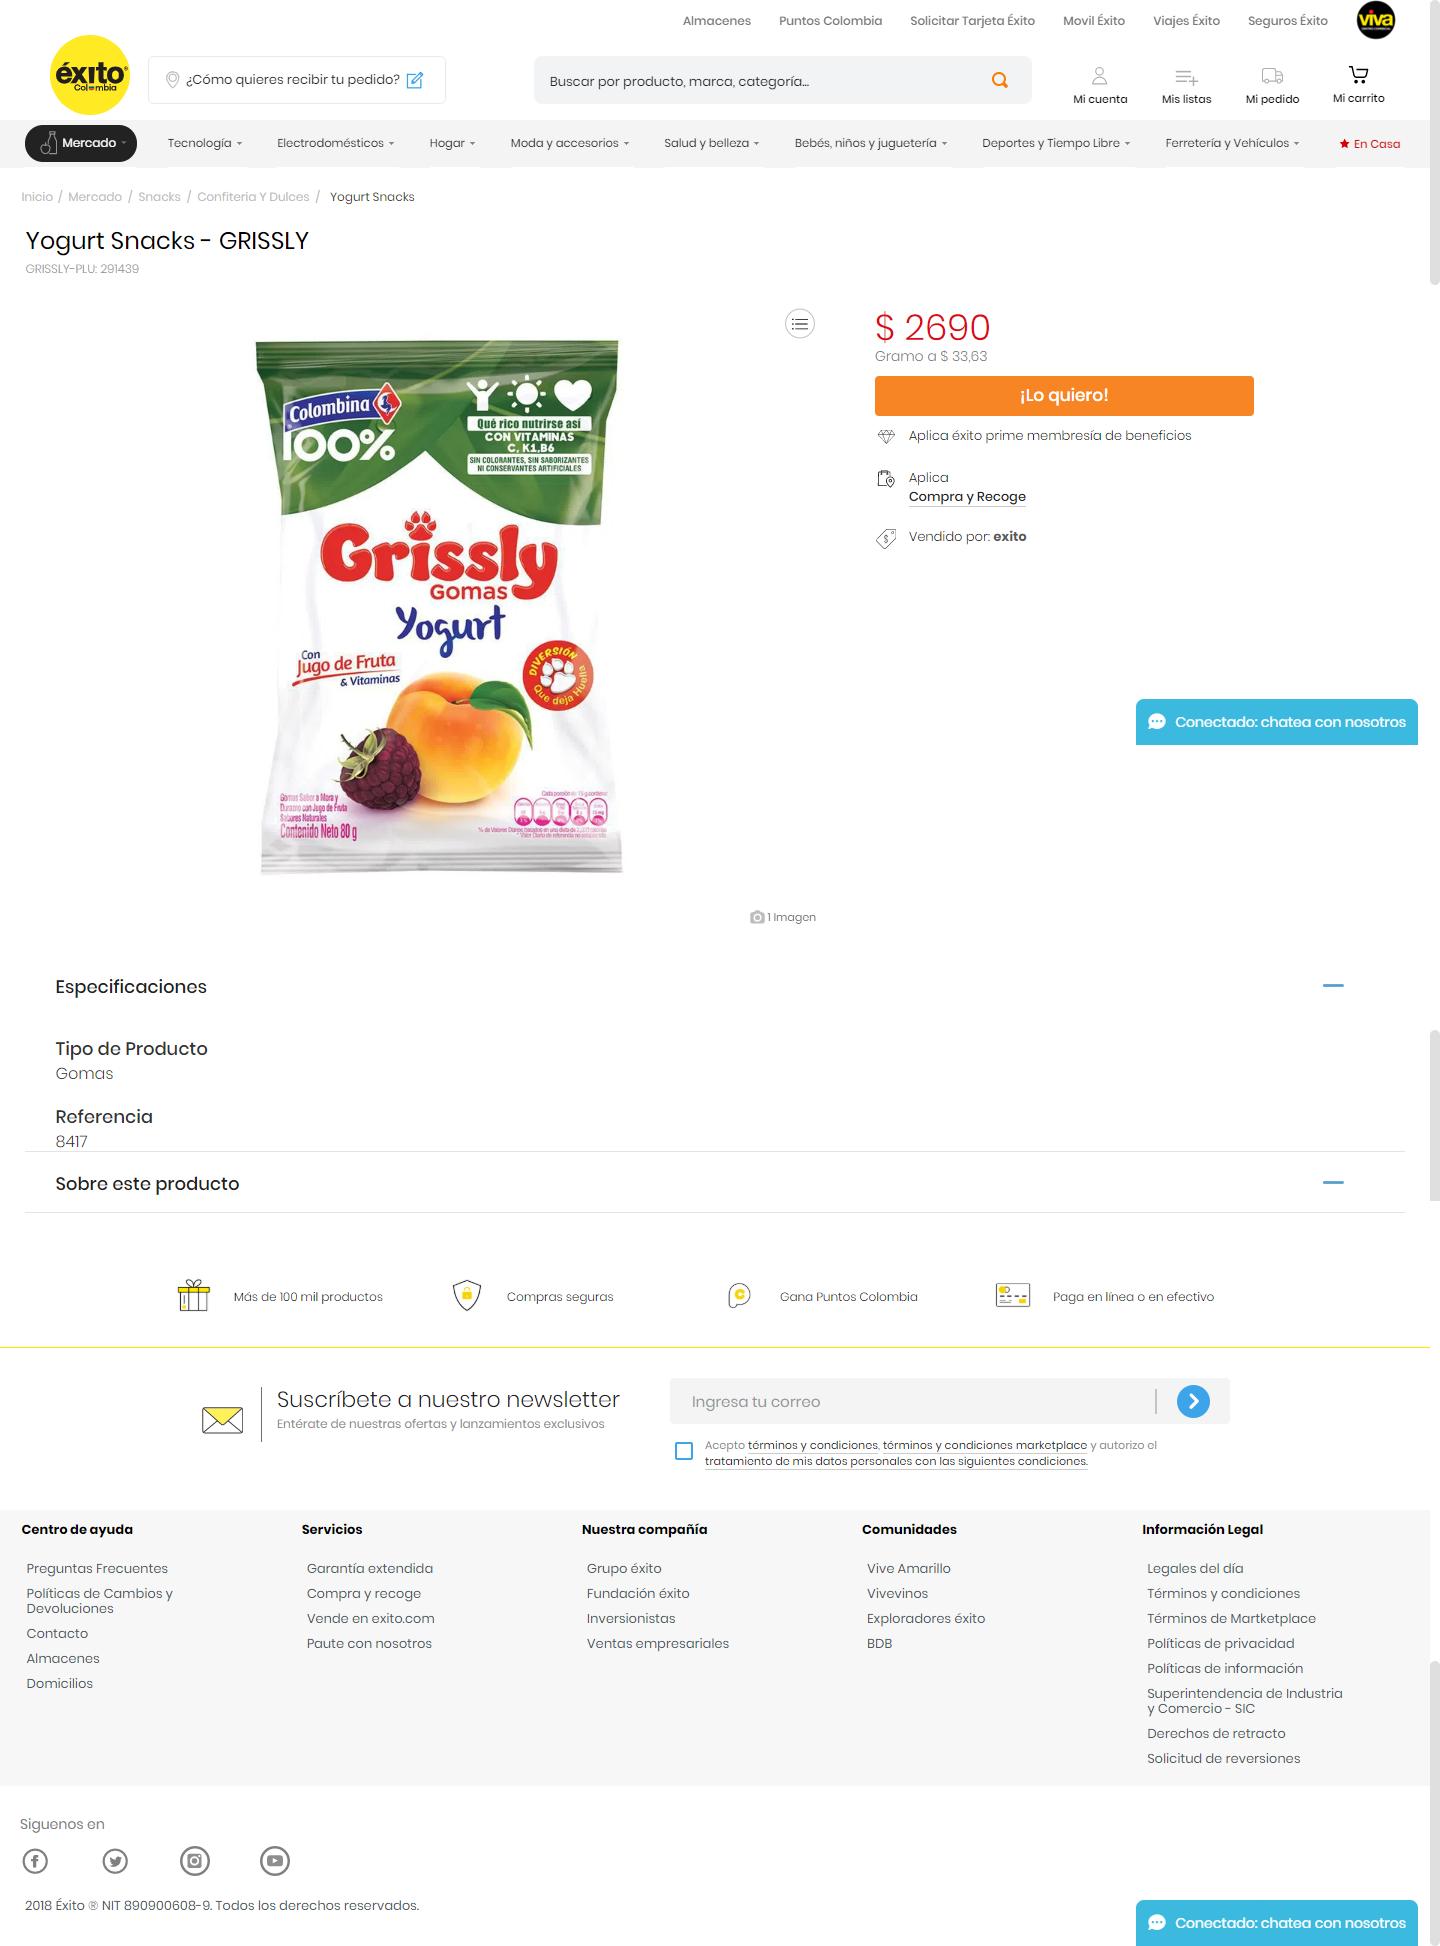 Almacenes Puntos Colombia Solicitar Tarjeta Éxito Movil Éxito Viajes Éxito Seguros Éxito viva
éxito
Colombia
¿Cómo quieres recibir tu pedido?
Buscar por producto, marca, categoría...
Mi cuenta Mis listas Mi pedido Mi carrito
Mercado Tecnología Electrodomésticos Hogar Moda y accesorios Salud y belleza Bebés, niños y juguetería Deportes y Tiempo Libre Ferretería y Vehículos En Casa
Inicio / Mercado / Snacks / Confiteria Y Dulces / Yogurt Snacks
Yogurt Snacks - GRISSLY
GRISSLY-PLU: 291439
Colombina
100%
Qué rico nutrirse así
CON VITAMINAS
C, K1, B6
SIN COLORANTES, SIN SABORIZANTES
NI CONSERVANTES ARTIFICIALES
Grissly
Gomas
Yogurt
Con
Jugo de Fruta
& Vitaminas
DIVERSIÓN
Que deja Huella
Gomas Sabor a Mora y
Durazno con Jugo de Fruta
Sabores Naturales
Contenido Neto 80 g
$ 2690
Gramo a $ 33,63
¡Lo quiero!
Aplica éxito prime membresía de beneficios
Aplica
Compra y Recoge
Vendido por: exito
Conectado: chatea con nosotros
1 Imagen
Especificaciones
Tipo de Producto
Gomas
Referencia
8417
Sobre este producto
Más de 100 mil productos Compras seguras Gana Puntos Colombia Paga en línea o en efectivo
Suscríbete a nuestro newsletter
Entérate de nuestras ofertas y lanzamientos exclusivos
Ingresa tu correo
Acepto términos y condiciones, términos y condiciones marketplace y autorizo el
tratamiento de mis datos personales con las siguientes condiciones.
Centro de ayuda
Preguntas Frecuentes
Políticas de Cambios y
Devoluciones
Contacto
Almacenes
Domicilios
Servicios
Garantía extendida
Compra y recoge
Vende en exito.com
Paute con nosotros
Nuestra compañía
Grupo éxito
Fundación éxito
Inversionistas
Ventas empresariales
Comunidades
Vive Amarillo
Vivevinos
Exploradores éxito
BDB
Información Legal
Legales del día
Términos y condiciones
Términos de Martketplace
Políticas de privacidad
Políticas de información
Superintendencia de Industria
y Comercio - SIC
Derechos de retracto
Solicitud de reversiones
Siguenos en
2018 Éxito ® NIT 890900608-9. Todos los derechos reservados.
Conectado: chatea con nosotros